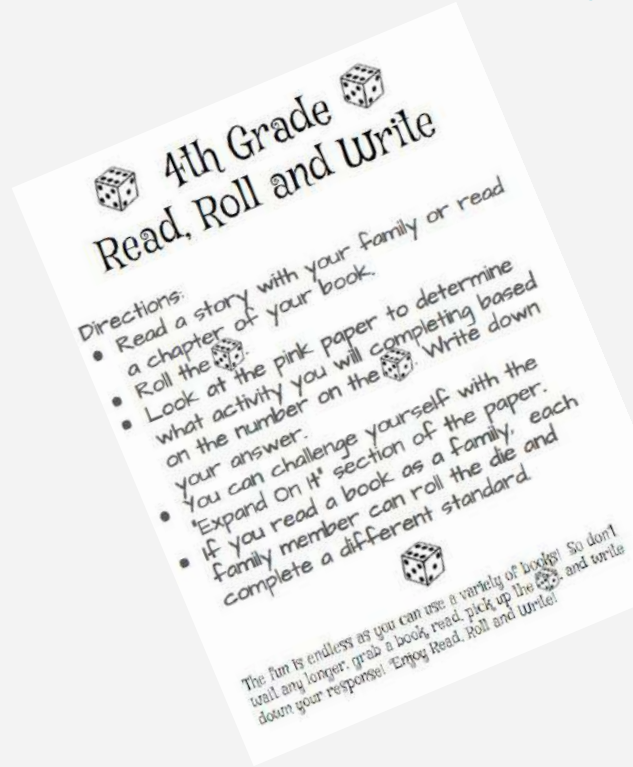 4th Grade
Read, Roll and Write
Directions:
• Read a story with your family or read
a chapter of your book.
• Roll the .
• Look at the pink paper to determine
what activity you will completing based
on the number on the . Write down
your answer.
• You can challenge yourself with the
"Expand On It" section of the paper.
• If you read a book as a family, each
family member can roll the die and
complete a different standard.
The fun is endless as you can use a variety of books! So don't
wait any longer, grab a book, read, pick up the , and write
down your response! Enjoy Read, Roll and Write!